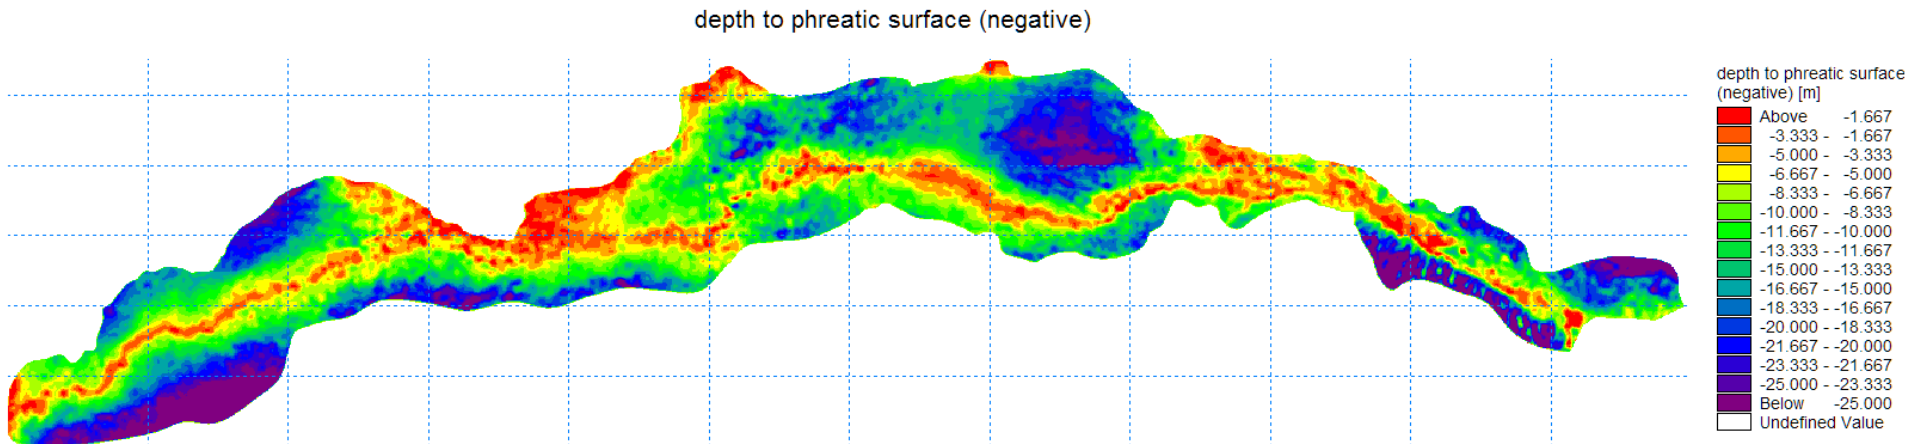 depth to phreatic surface (negative)
depth to phreatic surface
(negative) [m]
Above -1.667
-3.333 - -1.667
-5.000 - -3.333
-6.667 - -5.000
-8.333 - -6.667
-10.000 - -8.333
-11.667 - -10.000
-13.333 - -11.667
-15.000 - -13.333
-16.667 - -15.000
-18.333 - -16.667
-20.000 - -18.333
-21.667 - -20.000
-23.333 - -21.667
-25.000 - -23.333
Below -25.000
Undefined Value